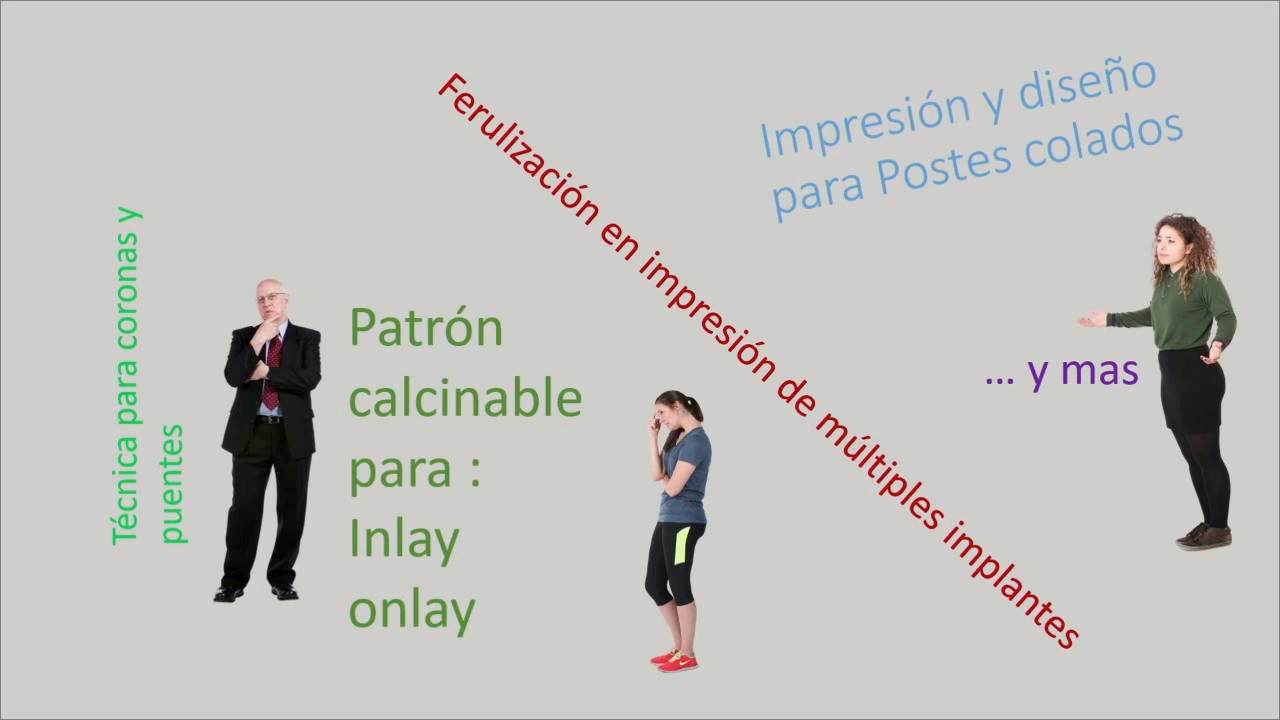 Técnica para coronas y
puentes
Patrón
calcinable
para :
Inlay
onlay
Ferulización en impresión de múltiples implantes
Impresión y diseño
para Postes colados
... y mas